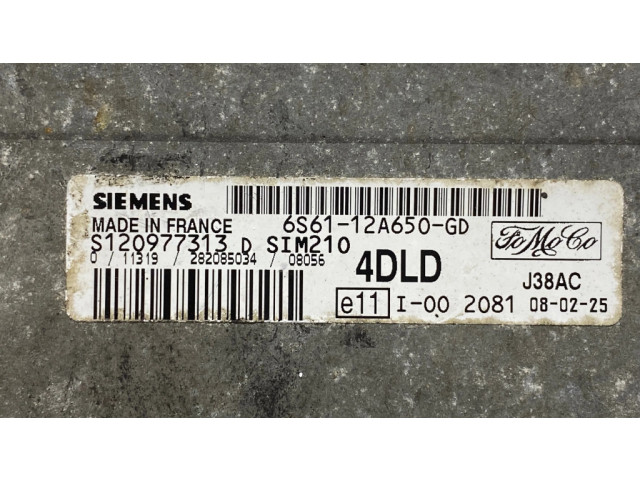 SIEMENS
6S61-12A650-GD
MADE IN FRANCE
S120977313 D SIM210
0 / 11319 / 282085034 / 08056
4DLD
FoMoCo
J38AC
e11 I-00 2081 08-02-25